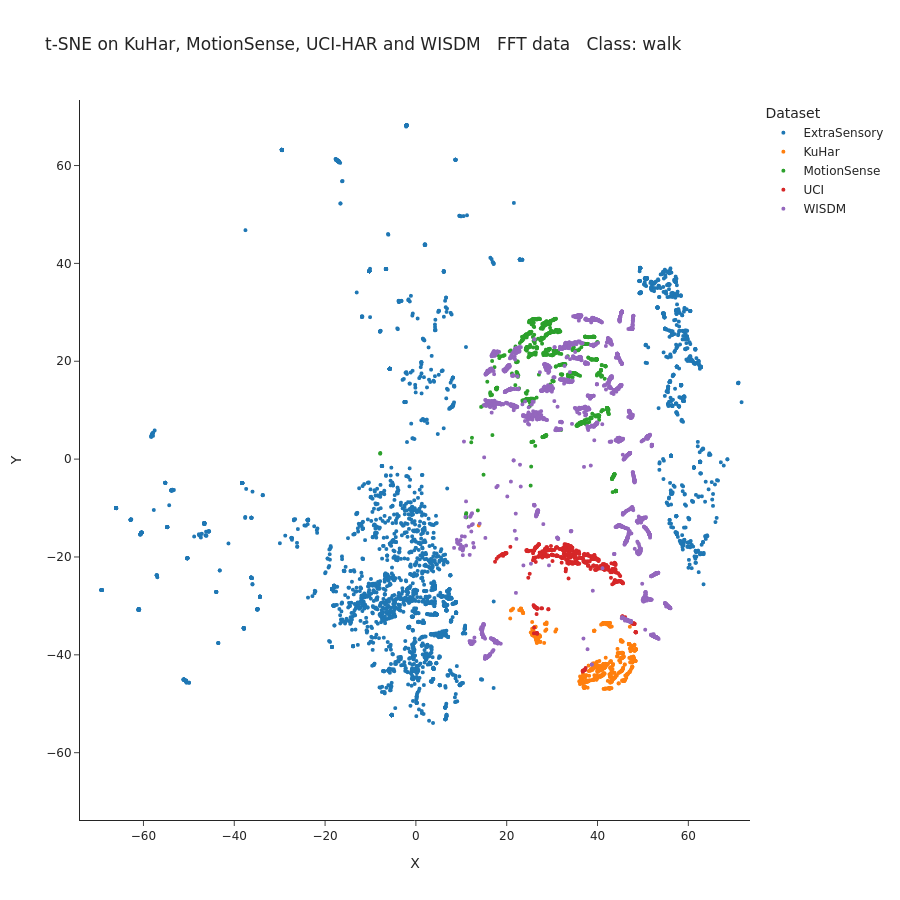 t-SNE on KuHar, MotionSense, UCI-HAR and WISDM   FFT data   Class: walk
Dataset
ExtraSensory
KuHar
MotionSense
UCI
WISDM
60
40
20
0
−20
−40
−60
Y
−60 −40 −20 0 20 40 60
X